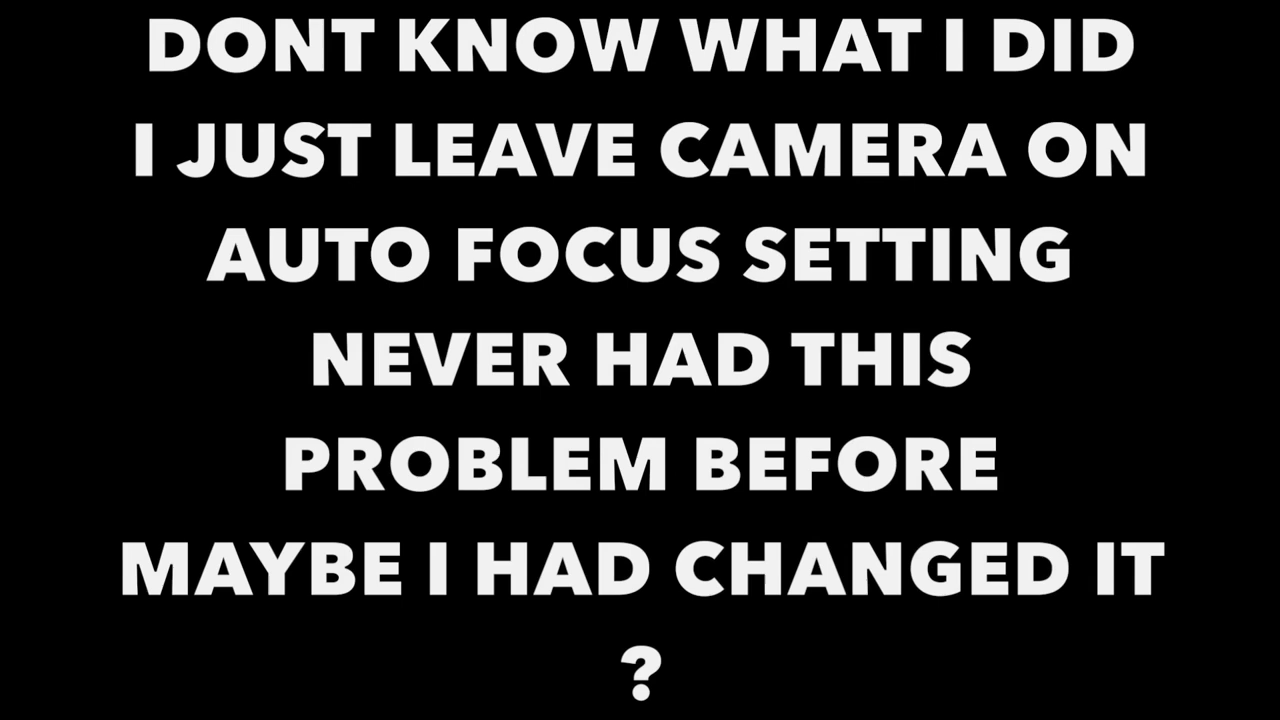 DONT KNOW WHAT I DID
I JUST LEAVE CAMERA ON
AUTO FOCUS SETTING
NEVER HAD THIS
PROBLEM BEFORE
MAYBE I HAD CHANGED IT
?